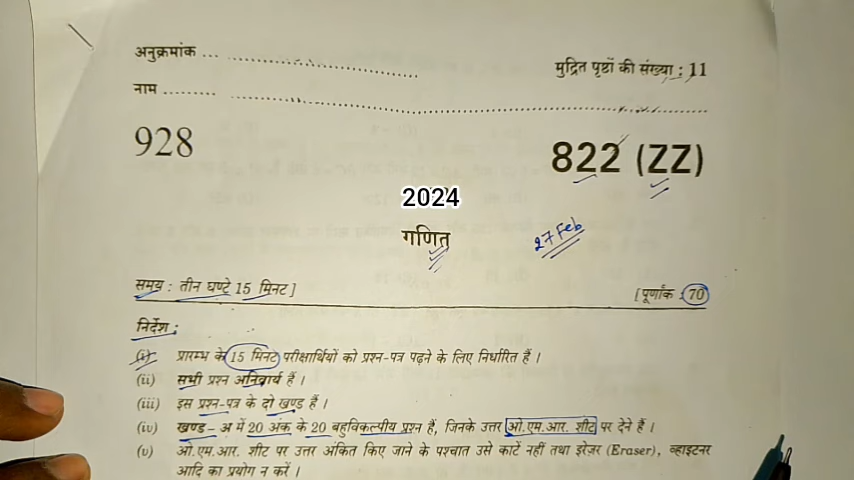 अनुक्रमांक ... ........................................
मुद्रित पृष्ठों की संख्या : 11
नाम ......... ................................................................................
928
822 (ZZ)
2024
गणित
27 Feb
समय : तीन घण्टे 15 मिनट ]
[ पूर्णांक : 70
निर्देश :
(i) प्रारम्भ के 15 मिनट परीक्षार्थियों को प्रश्न-पत्र पढ़ने के लिए निर्धारित हैं ।
(ii) सभी प्रश्न अनिवार्य हैं ।
(iii) इस प्रश्न-पत्र के दो खण्ड हैं ।
(iv) खण्ड – अ में 20 अंक के 20 बहुविकल्पीय प्रश्न हैं, जिनके उत्तर ओ.एम.आर. शीट पर देने हैं ।
(v) ओ.एम.आर. शीट पर उत्तर अंकित किए जाने के पश्चात उसे काटें नहीं तथा इरेज़र (Eraser), व्हाइटनर
आदि का प्रयोग न करें ।